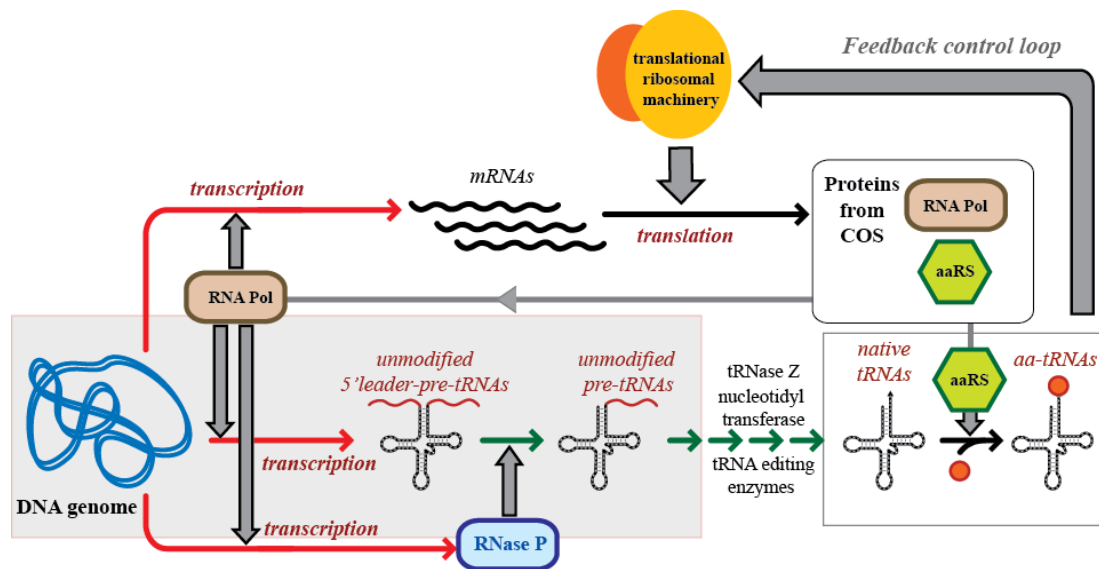 Feedback control loop
translational
ribosomal
machinery
transcription
mRNAs
translation
Proteins
from
COS
RNA Pol
aaRS
RNA Pol
unmodified
5'leader-pre-tRNAs
unmodified
pre-tRNAs
tRNase Z
nucleotidyl
transferase
tRNA editing
enzymes
native
tRNAs
aaRS
aa-tRNAs
transcription
DNA genome
transcription
RNase P